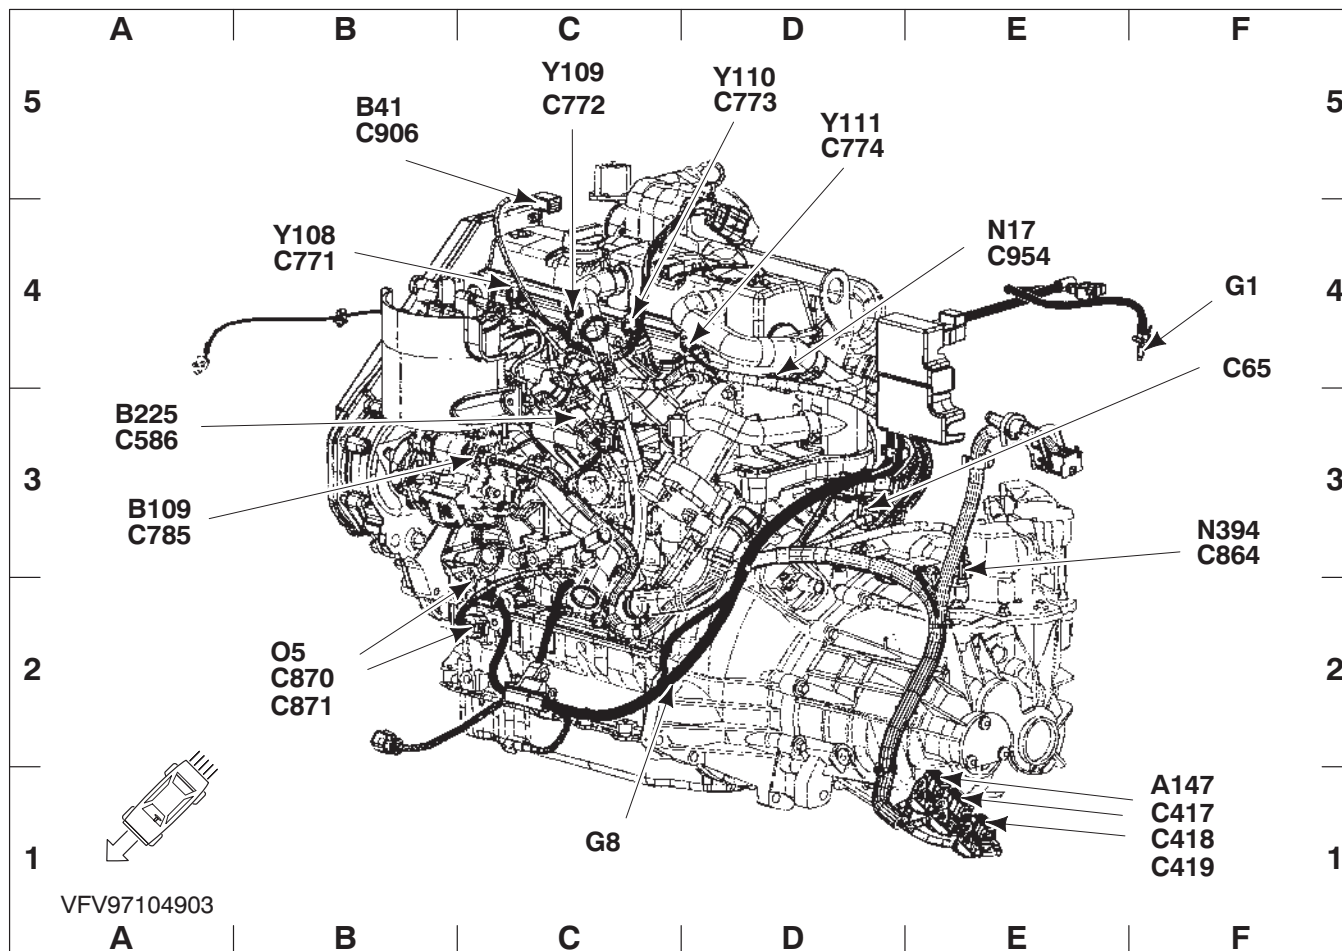 A B C D E F
5 5
Y109
C772
Y110
C773
B41
C906
Y111
C774
Y108
C771
N17
C954
4 4
G1
C65
B225
C586
3 3
B109
C785
N394
C864
O5
C870
C871
2 2
A147
C417
C418
C419
G8
1 1
VFV97104903
A B C D E F